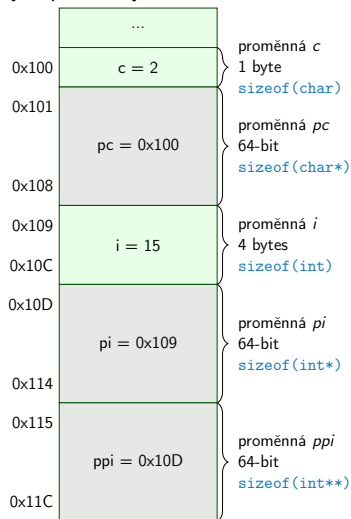 ...
proměnná c
0x100
c = 2
1 byte
sizeof(char)
0x101
proměnná pc
pc = 0x100
64-bit
sizeof(char*)
0x108
0x109
proměnná i
i = 15
4 bytes
0x10C
sizeof(int)
0x10D
proměnná pi
pi = 0x109
64-bit
sizeof(int*)
0x114
0x115
proměnná ppi
ppi = 0x10D
64-bit
sizeof(int**)
0x11C